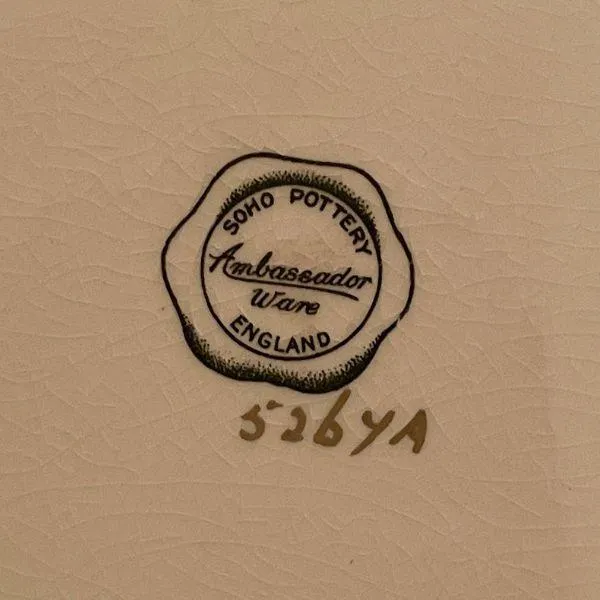 SOHO POTTERY
Ambassador
Ware
ENGLAND
526YA